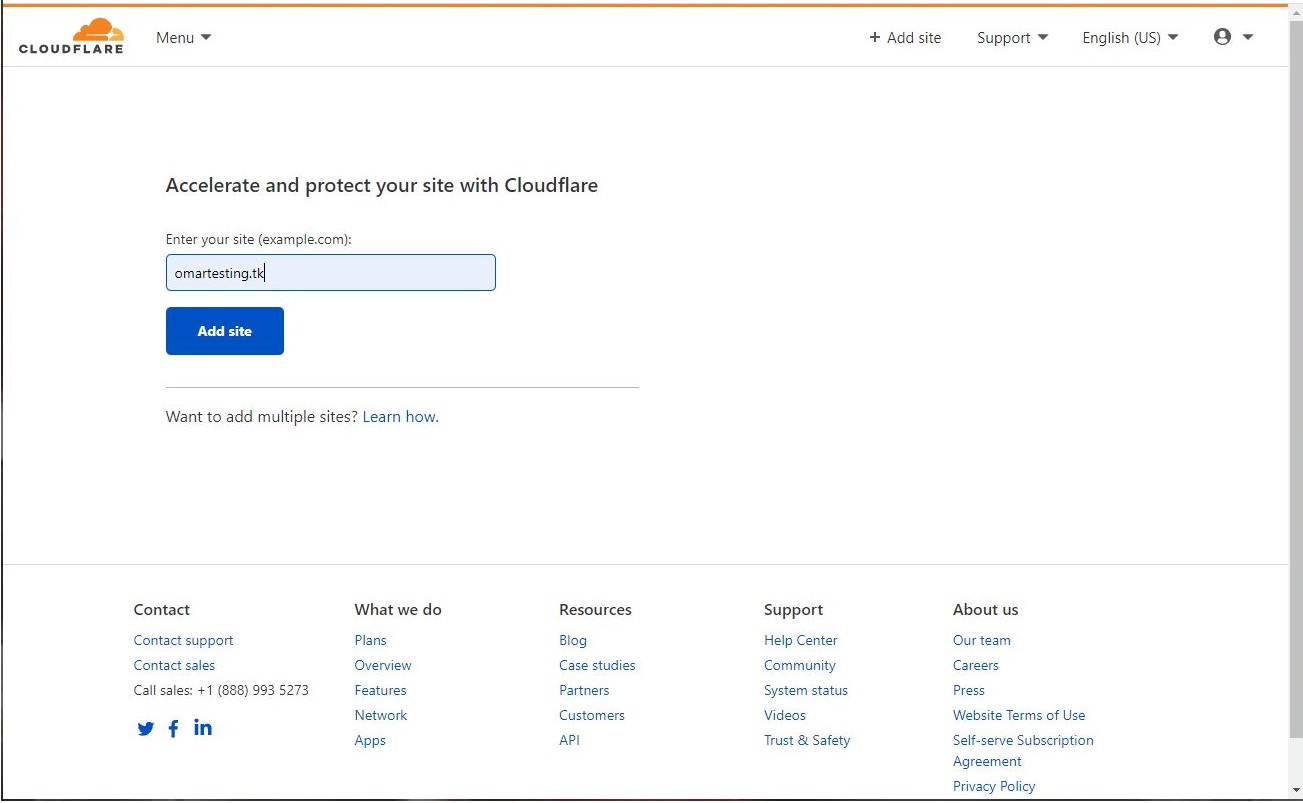 CLOUDFLARE Menu + Add site Support English (US)
Accelerate and protect your site with Cloudflare
Enter your site (example.com):
omartesting.tk
Add site
Want to add multiple sites? Learn how.
Contact
Contact support
Contact sales
Call sales: +1 (888) 993 5273
What we do
Plans
Overview
Features
Network
Apps
Resources
Blog
Case studies
Partners
Customers
API
Support
Help Center
Community
System status
Videos
Trust & Safety
About us
Our team
Careers
Press
Website Terms of Use
Self-serve Subscription
Agreement
Privacy Policy